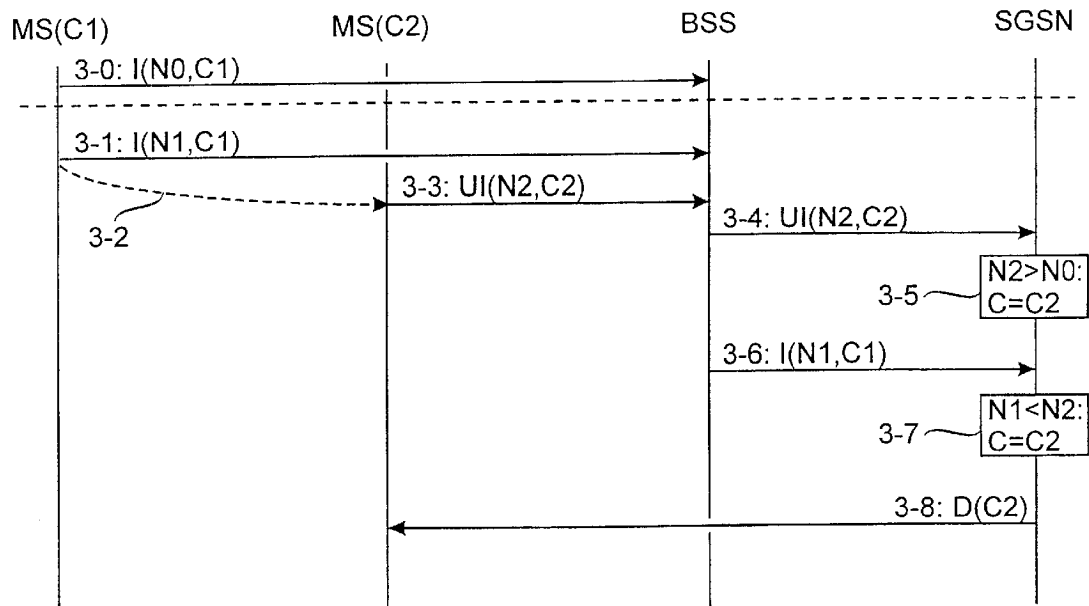 MS(C1) MS(C2) BSS SGSN
3-0: I(N0,C1)
3-1: I(N1,C1)
3-3: UI(N2,C2)
3-2
3-4: UI(N2,C2)
N2>N0:
3-5
C=C2
3-6: I(N1,C1)
N1<N2:
3-7
C=C2
3-8: D(C2)